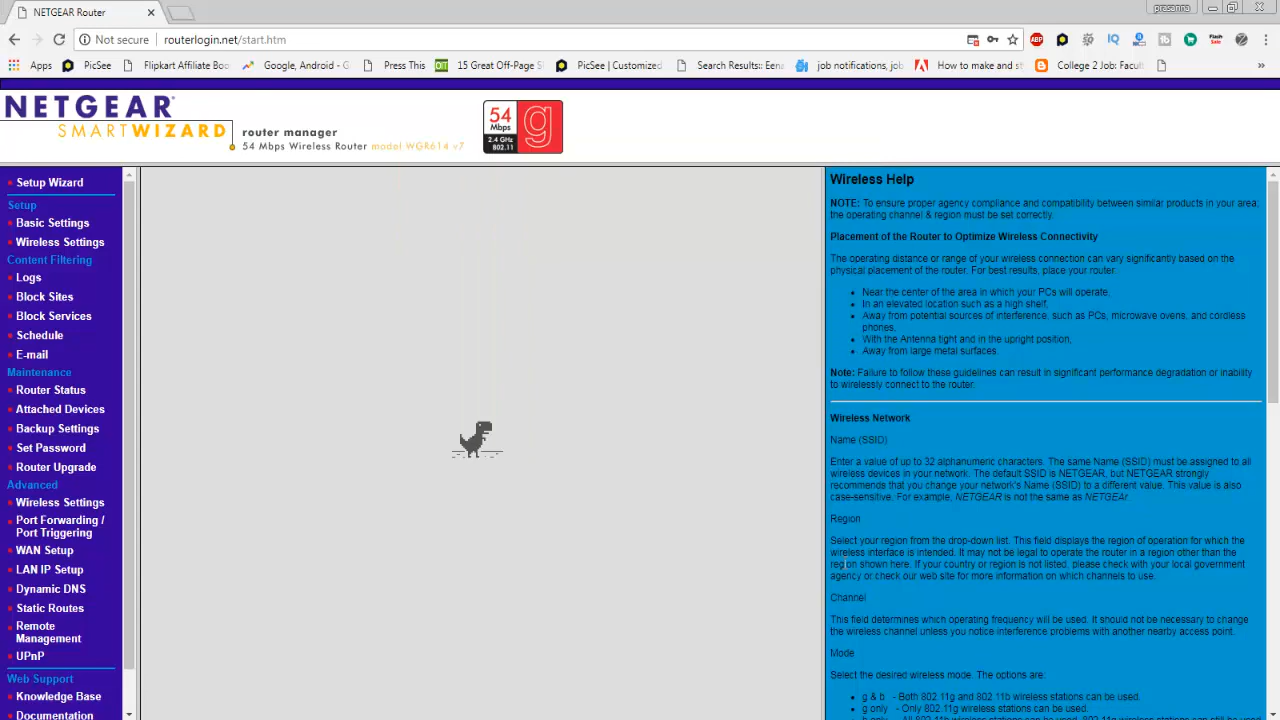 NETGEAR Router
prasanna
Not secure
routerlogin.net/start.htm
Apps
PicSee
Flipkart Affiliate Boo
Google, Android - G
Press This
15 Great Off-Page S
PicSee | Customized
Search Results: Eena
job notifications, job
How to make and st
College 2 Job: Facult
»
NETGEAR
SMARTWIZARD
router manager
54 Mbps Wireless Router model WGR614 v7
54
Mbps
2.4 GHz
802.11
g
Setup Wizard
Setup
Basic Settings
Wireless Settings
Content Filtering
Logs
Block Sites
Block Services
Schedule
E-mail
Maintenance
Router Status
Attached Devices
Backup Settings
Set Password
Router Upgrade
Advanced
Wireless Settings
Port Forwarding /
Port Triggering
WAN Setup
LAN IP Setup
Dynamic DNS
Static Routes
Remote
Management
UPnP
Web Support
Knowledge Base
Documentation
Wireless Help
NOTE: To ensure proper agency compliance and compatibility between similar products in your area;
the operating channel & region must be set correctly.
Placement of the Router to Optimize Wireless Connectivity
The operating distance or range of your wireless connection can vary significantly based on the
physical placement of the router. For best results, place your router:
Near the center of the area in which your PCs will operate,
In an elevated location such as a high shelf,
Away from potential sources of interference, such as PCs, microwave ovens, and cordless
phones,
With the Antenna tight and in the upright position,
Away from large metal surfaces.
Note: Failure to follow these guidelines can result in significant performance degradation or inability
to wirelessly connect to the router.
Wireless Network
Name (SSID)
Enter a value of up to 32 alphanumeric characters. The same Name (SSID) must be assigned to all
wireless devices in your network. The default SSID is NETGEAR, but NETGEAR strongly
recommends that you change your network's Name (SSID) to a different value. This value is also
case-sensitive. For example, NETGEAR is not the same as NETGEAr.
Region
Select your region from the drop-down list. This field displays the region of operation for which the
wireless interface is intended. It may not be legal to operate the router in a region other than the
region shown here. If your country or region is not listed, please check with your local government
agency or check our web site for more information on which channels to use.
Channel
This field determines which operating frequency will be used. It should not be necessary to change
the wireless channel unless you notice interference problems with another nearby access point.
Mode
Select the desired wireless mode. The options are:
g & b - Both 802.11g and 802.11b wireless stations can be used.
g only - Only 802.11g wireless stations can be used.